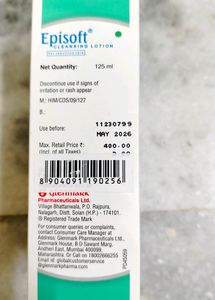 Episoft®
CLEANSING LOTION
FOR SENSITIVE SKIN
Net Quantity: 125 ml
Discontinue use if signs of
irritation or rash appear
M.: HIM/COS/09/127
B.: 11230799
Use before: MAY 2026
Max. Retail Price ₹: 400.00
(Incl. of all Taxes)
8 904091 190256
Glenmark
Pharmaceuticals Ltd.
Village Bhattanwala, P.O. Rajpura,
Nalagarh, Distt. Solan (H.P.) - 174101.
® Registered Trade Mark
For consumer queries or complaints,
contact Consumer Care Manager at
Address: Glenmark Pharmaceuticals Ltd.
Glenmark House, B D Sawant Marg,
Andheri East, Mumbai 400099,
Maharashtra. Or Call on 18002666255
Email id: globalcustomerservice
@glenmarkpharma.com